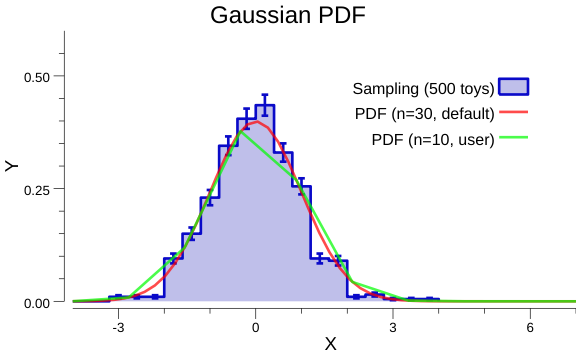 Gaussian PDF
Sampling (500 toys)
PDF (n=30, default)
PDF (n=10, user)
Y
0.50
0.25
0.00
-3 0 3 6
X